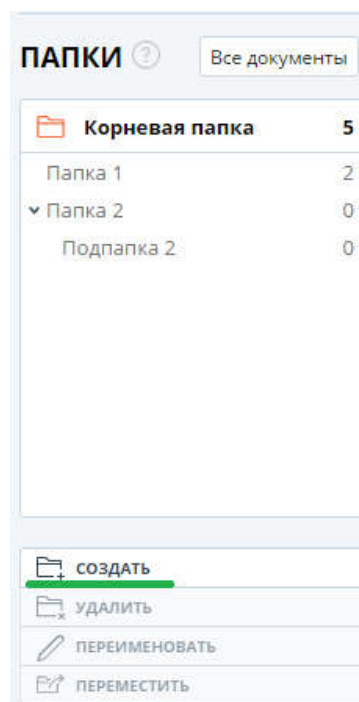 ПАПКИ ? Все документы
Корневая папка 5
Папка 1 2
Папка 2 0
Подпапка 2 0
СОЗДАТЬ
УДАЛИТЬ
ПЕРЕИМЕНОВАТЬ
ПЕРЕМЕСТИТЬ